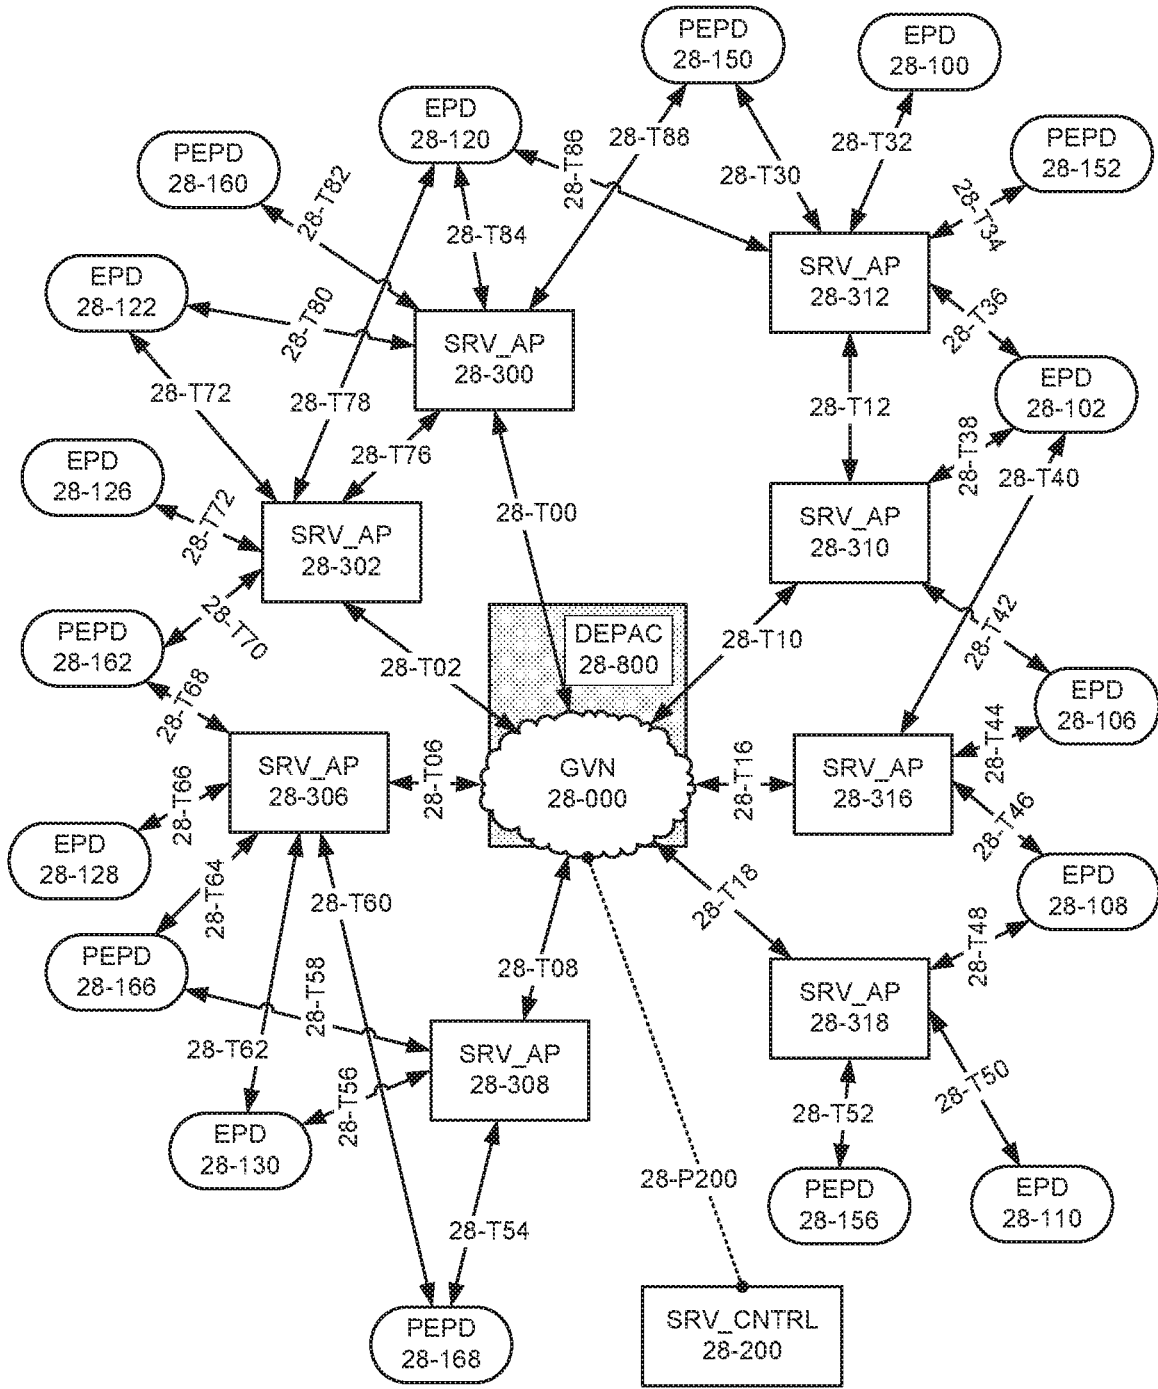 PEPD
28-150
EPD
28-100
EPD
28-120
28-T88
28-T32
PEPD
28-152
PEPD
28-160
28-T86
28-T30
28-T82
28-T34
28-T84
EPD
28-122
SRV_AP
28-312
28-T80
SRV_AP
28-300
28-T36
28-T72
28-T78
28-T12
EPD
28-102
28-T76
28-T38
EPD
28-126
28-T40
28-T72
28-T00
SRV_AP
28-302
SRV_AP
28-310
28-T70
PEPD
28-162
28-T02
DEPAC
28-800
28-T10
28-T42
28-T68
EPD
28-106
28-T44
SRV_AP
28-306
28-T06
GVN
28-000
28-T16
SRV_AP
28-316
28-T66
28-T46
EPD
28-128
28-T64
28-T60
28-T18
EPD
28-108
28-T48
PEPD
28-166
28-T58
28-T08
SRV_AP
28-318
28-T62
SRV_AP
28-308
28-T50
28-T56
28-T52
EPD
28-130
28-P200
PEPD
28-156
EPD
28-110
28-T54
PEPD
28-168
SRV_CNTRL
28-200